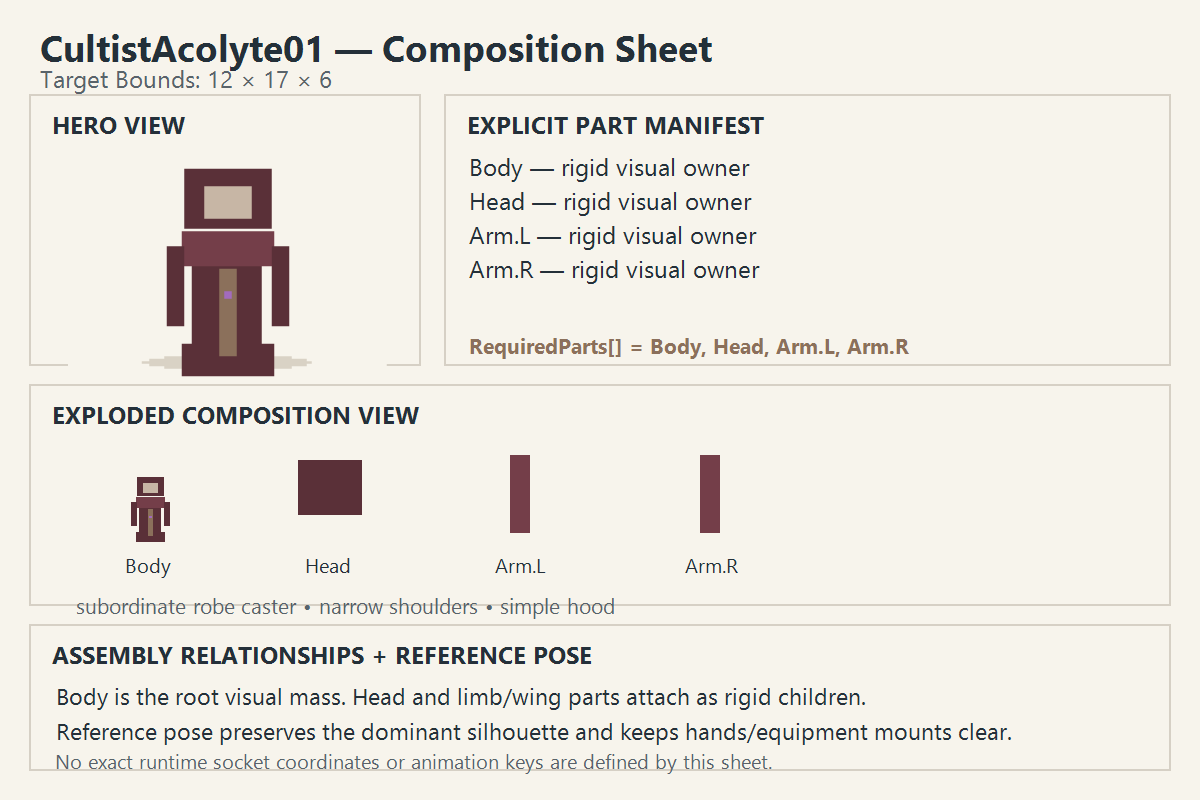 CultistAcolyte01 — Composition Sheet
Target Bounds: 12 × 17 × 6
HERO VIEW
EXPLICIT PART MANIFEST
Body — rigid visual owner
Head — rigid visual owner
Arm.L — rigid visual owner
Arm.R — rigid visual owner
RequiredParts[] = Body, Head, Arm.L, Arm.R
EXPLODED COMPOSITION VIEW
Body
Head
Arm.L
Arm.R
subordinate robe caster • narrow shoulders • simple hood
ASSEMBLY RELATIONSHIPS + REFERENCE POSE
Body is the root visual mass. Head and limb/wing parts attach as rigid children.
Reference pose preserves the dominant silhouette and keeps hands/equipment mounts clear.
No exact runtime socket coordinates or animation keys are defined by this sheet.